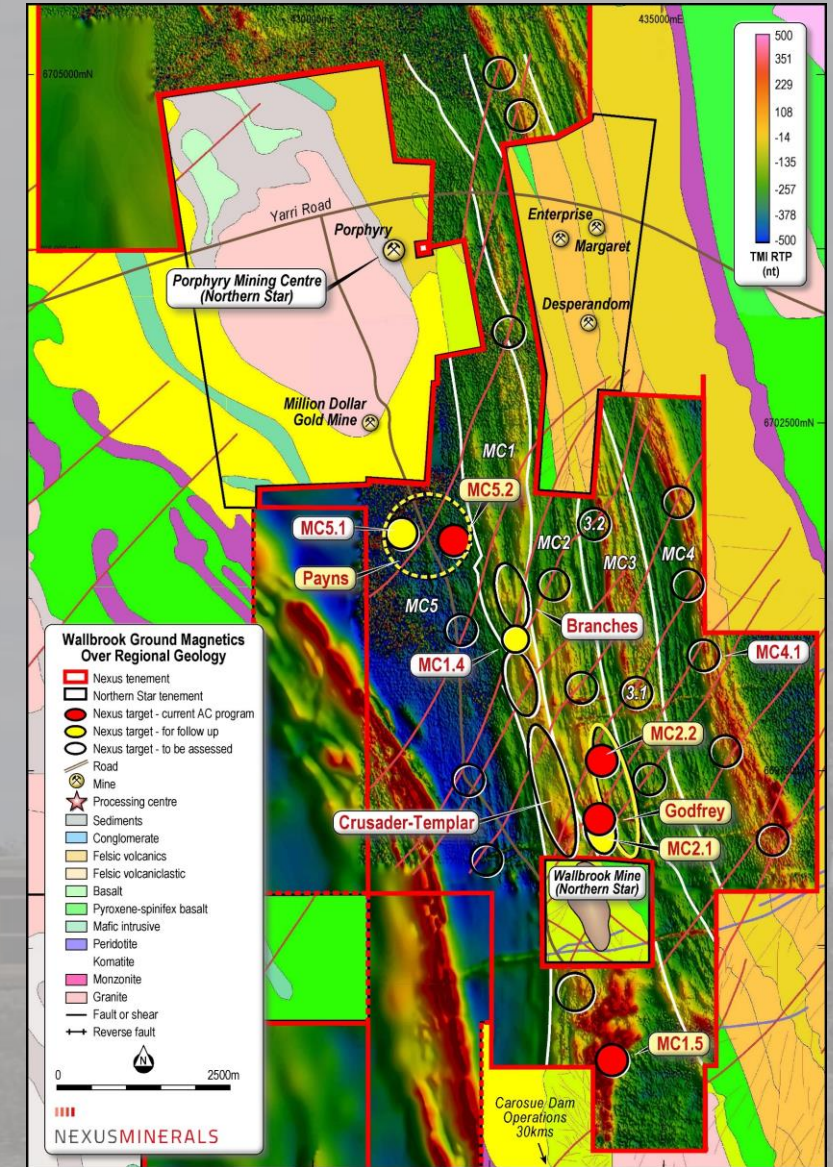 430000mE
435000mE
6705000mN
500
351
229
108
-14
-135
-257
-378
-500
TMI RTP
(nt)
Yarri Road
Porphyry
Enterprise
Margaret
Porphyry Mining Centre
(Northern Star)
Desperandom
Million Dollar
Gold Mine
6702500mN
MC1
MC5.2
MC5.1
3.2
MC2
MC3
MC4
Payns
MC5
Branches
MC1.4
MC4.1
3.1
MC2.2
Crusader-Templar
Godfrey
MC2.1
Wallbrook Mine
(Northern Star)
MC1.5
Carosue Dam
Operations
30kms
Wallbrook Ground Magnetics
Over Regional Geology
Nexus tenement
Northern Star tenement
Nexus target - current AC program
Nexus target - for follow up
Nexus target - to be assessed
Road
Mine
Processing centre
Sediments
Conglomerate
Felsic volcanics
Felsic volcaniclastic
Basalt
Pyroxene-spinifex basalt
Mafic intrusive
Peridotite
Komatite
Monzonite
Granite
Fault or shear
Reverse fault
N
0 2500m
NEXUSMINERALS